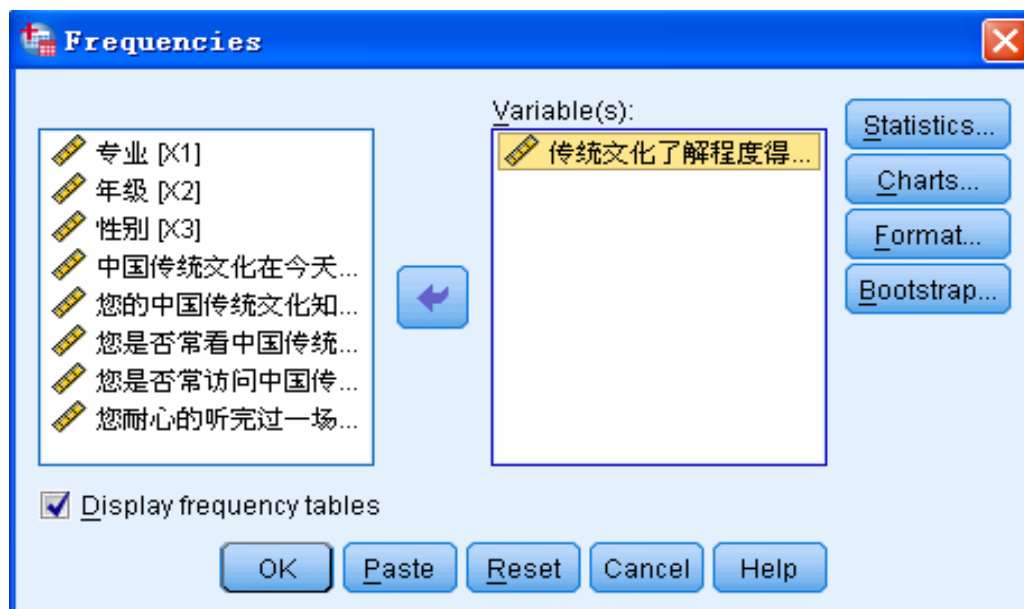 Frequencies
专业 [X1]
年级 [X2]
性别 [X3]
中国传统文化在今天...
您的中国传统文化知...
您是否常看中国传统...
您是否常访问中国传...
您耐心的听完过一场...
Variable(s):
传统文化了解程度得...
Statistics...
Charts...
Format...
Bootstrap...
Display frequency tables
OK
Paste
Reset
Cancel
Help